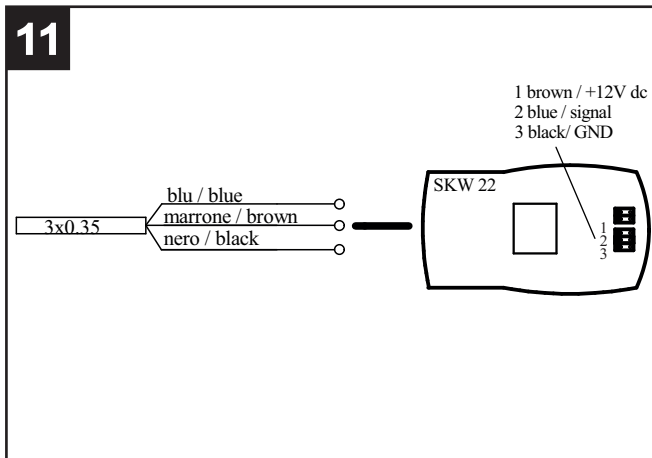 11
1 brown / +12V dc
2 blue / signal
3 black/ GND
SKW 22
blu / blue
marrone / brown
nero / black
3x0.35
1
2
3